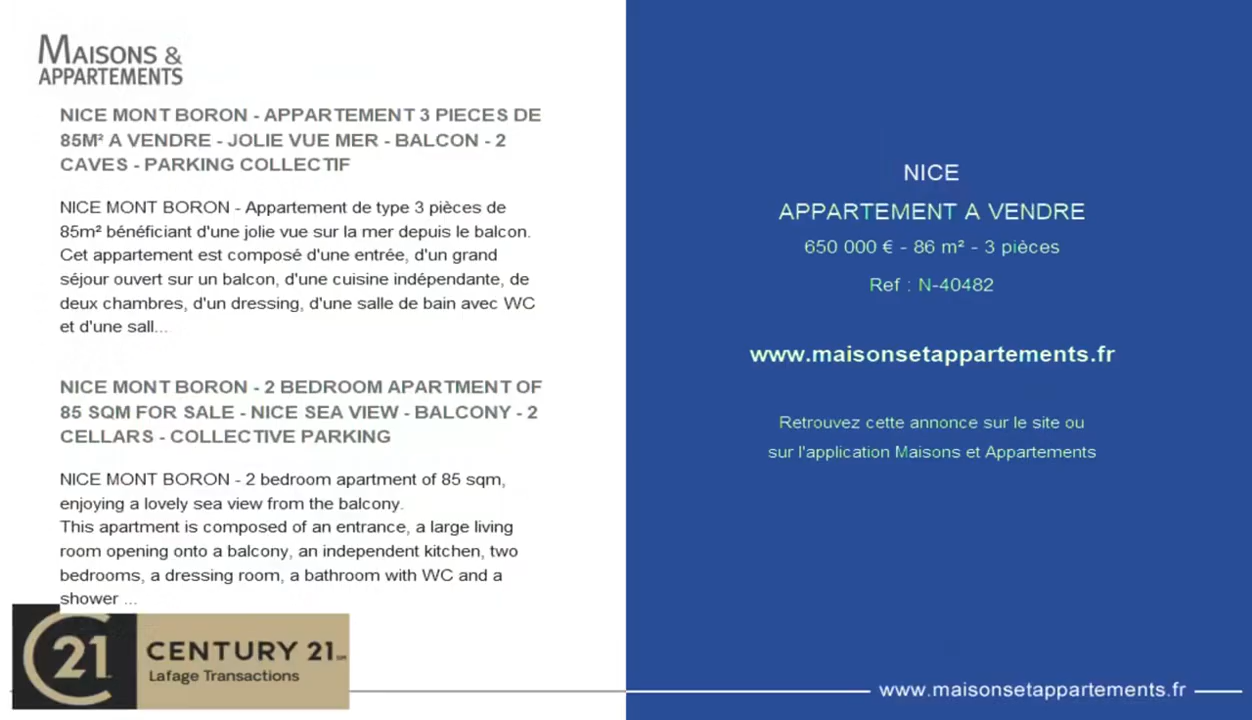 MAISONS &
APPARTEMENTS
NICE MONT BORON - APPARTEMENT 3 PIECES DE
85M² A VENDRE - JOLIE VUE MER - BALCON - 2
CAVES - PARKING COLLECTIF
NICE MONT BORON - Appartement de type 3 pièces de
85m² bénéficiant d'une jolie vue sur la mer depuis le balcon.
Cet appartement est composé d'une entrée, d'un grand
séjour ouvert sur un balcon, d'une cuisine indépendante, de
deux chambres, d'un dressing, d'une salle de bain avec WC
et d'une sall...
NICE MONT BORON - 2 BEDROOM APARTMENT OF
85 SQM FOR SALE - NICE SEA VIEW - BALCONY - 2
CELLARS - COLLECTIVE PARKING
NICE MONT BORON - 2 bedroom apartment of 85 sqm,
enjoying a lovely sea view from the balcony.
This apartment is composed of an entrance, a large living
room opening onto a balcony, an independent kitchen, two
bedrooms, a dressing room, a bathroom with WC and a
shower ...
C21
CENTURY 21
Lafage Transactions
NICE
APPARTEMENT A VENDRE
650 000 € - 86 m² - 3 pièces
Ref : N-40482
www.maisonsetappartements.fr
Retrouvez cette annonce sur le site ou
sur l'application Maisons et Appartements
www.maisonsetappartements.fr